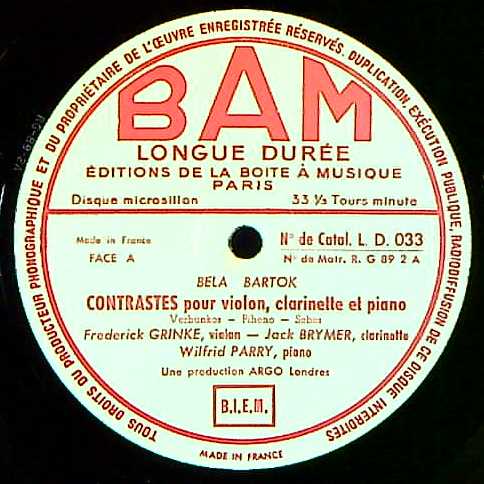 TOUS DROITS DU PRODUCTEUR PHONOGRAPHIQUE ET DU PROPRIÉTAIRE DE L'ŒUVRE ENREGISTRÉE RÉSERVÉS, DUPLICATION, EXÉCUTION PUBLIQUE, RADIODIFFUSION DE CE DISQUE INTERDITES
BAM
LONGUE DURÉE
ÉDITIONS DE LA BOITE À MUSIQUE
PARIS
Disque microsillon 33 ⅓ Tours minute
Made in France
FACE A
N° de Catal. L. D. 033
N° de Matr. R. G 89 2 A
BELA BARTOK
CONTRASTES pour violon, clarinette et piano
Verbunkos - Piheno - Sebes
Frederick GRINKE, violon — Jack BRYMER, clarinette
Wilfrid PARRY, piano
Une production ARGO Londres
B.I.E.M.
MADE IN FRANCE